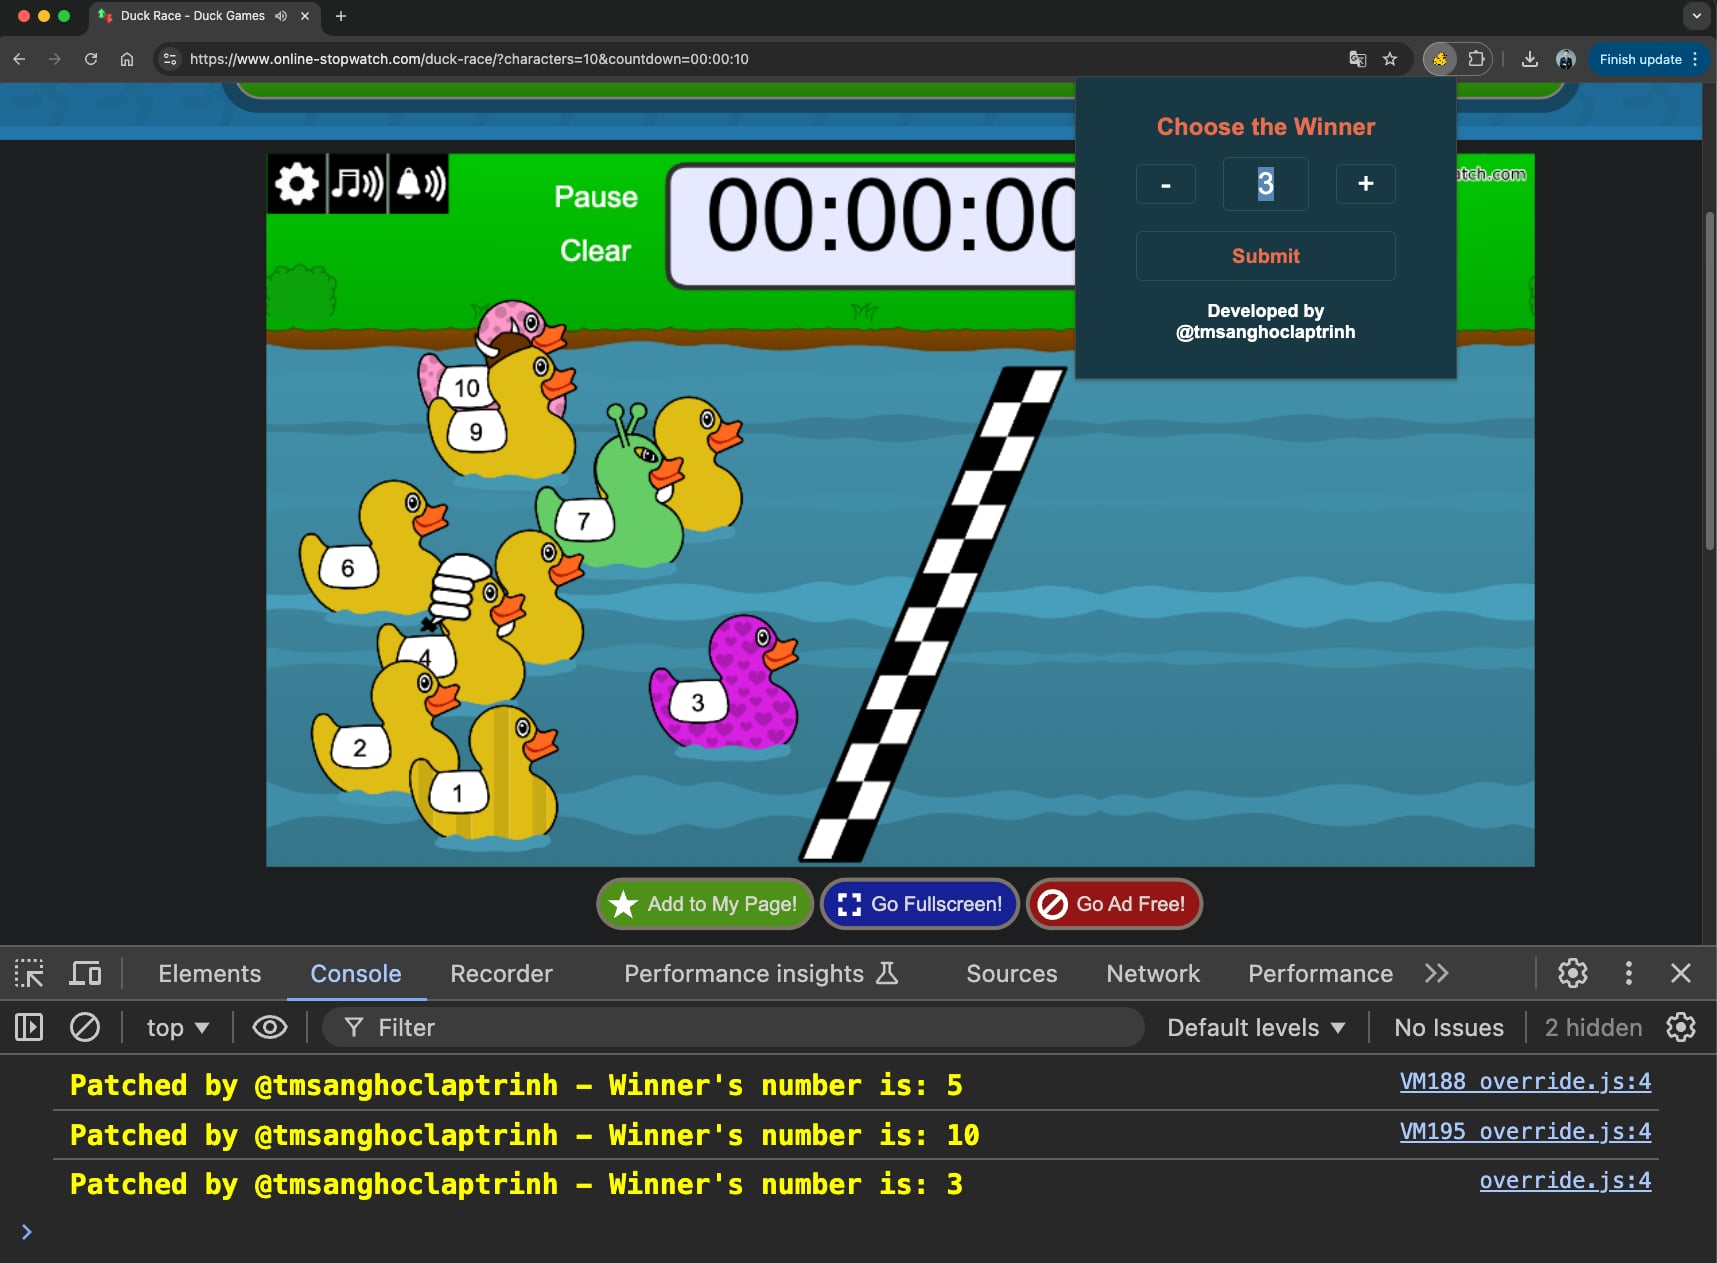 Duck Race - Duck Games
https://www.online-stopwatch.com/duck-race/?characters=10&countdown=00:00:10
Finish update
Choose the Winner
-
3
+
Submit
Developed by
@tmsanghoclaptrinh
Pause
Clear
00:00:00
tch.com
10
9
7
6
4
3
2
1
Add to My Page!
Go Fullscreen!
Go Ad Free!
Elements
Console
Recorder
Performance insights
Sources
Network
Performance
top
Filter
Default levels
No Issues
2 hidden
Patched by @tmsanghoclaptrinh – Winner's number is: 5
VM188 override.js:4
Patched by @tmsanghoclaptrinh – Winner's number is: 10
VM195 override.js:4
Patched by @tmsanghoclaptrinh – Winner's number is: 3
override.js:4